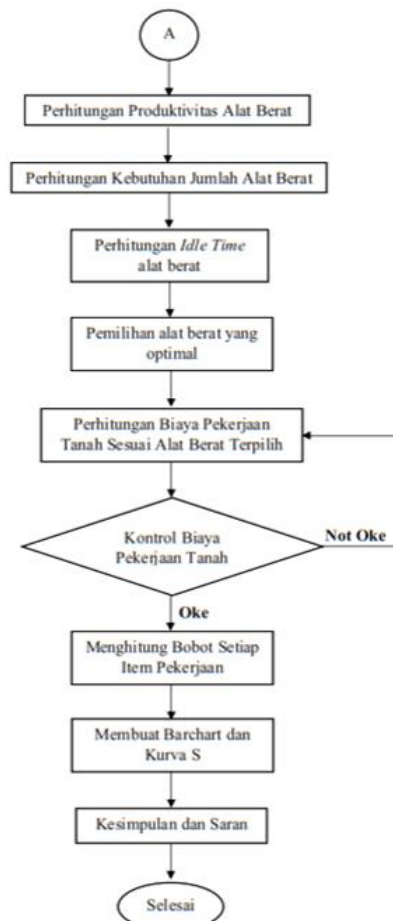 A
Perhitungan Produktivitas Alat Berat
Perhitungan Kebutuhan Jumlah Alat Berat
Perhitungan Idle Time
alat berat
Pemilihan alat berat yang
optimal
Perhitungan Biaya Pekerjaan
Tanah Sesuai Alat Berat Terpilih
Kontrol Biaya
Pekerjaan Tanah
Not Oke
Oke
Menghitung Bobot Setiap
Item Pekerjaan
Membuat Barchart dan
Kurva S
Kesimpulan dan Saran
Selesai